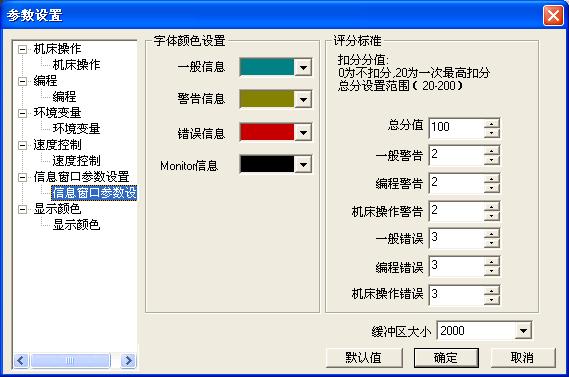 参数设置
机床操作
机床操作
编程
编程
环境变量
环境变量
速度控制
速度控制
信息窗口参数设置
信息窗口参数设
显示颜色
显示颜色
字体颜色设置
一般信息
警告信息
错误信息
Monitor信息
评分标准
扣分分值:
0为不扣分,20为一次最高扣分
总分设置范围（20-200）
总分值 100
一般警告 2
编程警告 2
机床操作警告 2
一般错误 3
编程错误 3
机床操作错误 3
缓冲区大小 2000
默认值 确定 取消